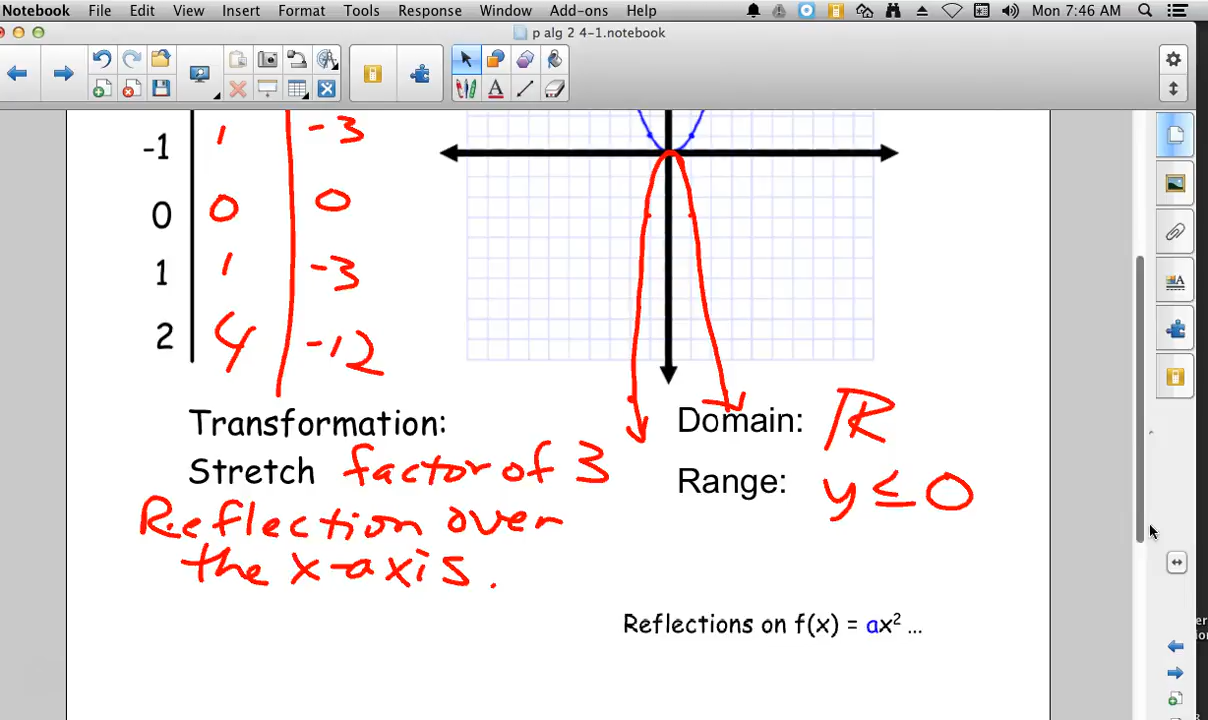 Notebook File Edit View Insert Format Tools Response Window Add-ons Help Mon 7:46 AM
p alg 2 4-1.notebook
-1 1 -3
0 0 0
1 1 -3
2 4 -12
Transformation:
Stretch factor of 3
Reflection over
the x-axis.
Domain: ℝ
Range: y ≤ 0
Reflections on f(x) = ax² ...